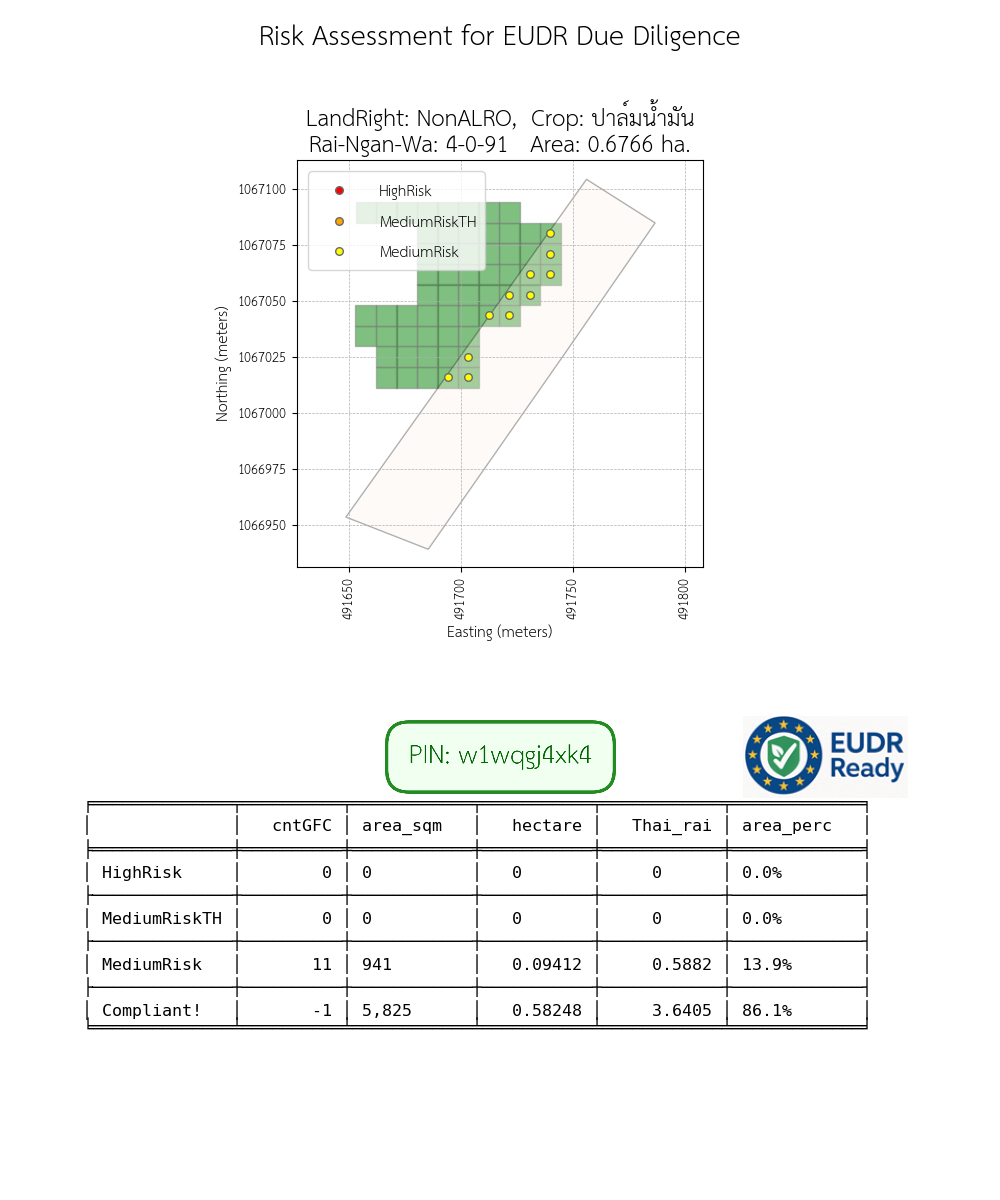 Risk Assessment for EUDR Due Diligence
LandRight: NonALRO,  Crop: ปาล์มน้ำมัน
Rai-Ngan-Wa: 4-0-91   Area: 0.6766 ha.
HighRisk
MediumRiskTH
MediumRisk
1067100
1067075
1067050
1067025
1067000
1066975
1066950
Northing (meters)
491650
491700
491750
491800
Easting (meters)
PIN: w1wqgj4xk4
EUDR
Ready
cntGFC area_sqm hectare Thai_rai area_perc
HighRisk 0 0 0 0 0.0%
MediumRiskTH 0 0 0 0 0.0%
MediumRisk 11 941 0.09412 0.5882 13.9%
Compliant! -1 5,825 0.58248 3.6405 86.1%